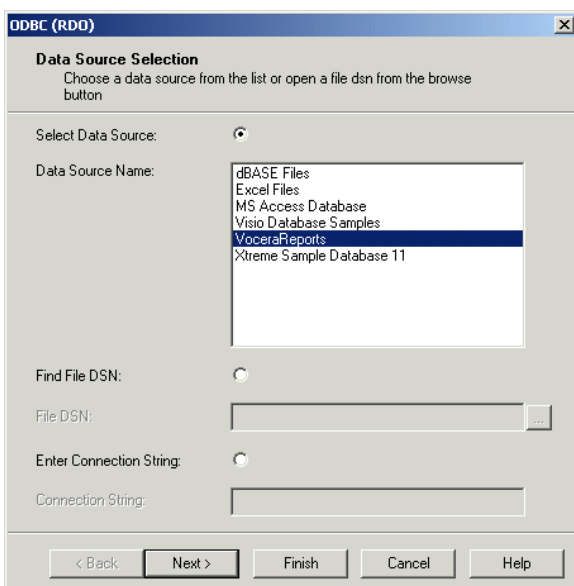 ODBC (RDO)
Data Source Selection
Choose a data source from the list or open a file dsn from the browse
button
Select Data Source:
Data Source Name:
dBASE Files
Excel Files
MS Access Database
Visio Database Samples
VoceraReports
Xtreme Sample Database 11
Find File DSN:
File DSN:
...
Enter Connection String:
Connection String:
< Back
Next >
Finish
Cancel
Help